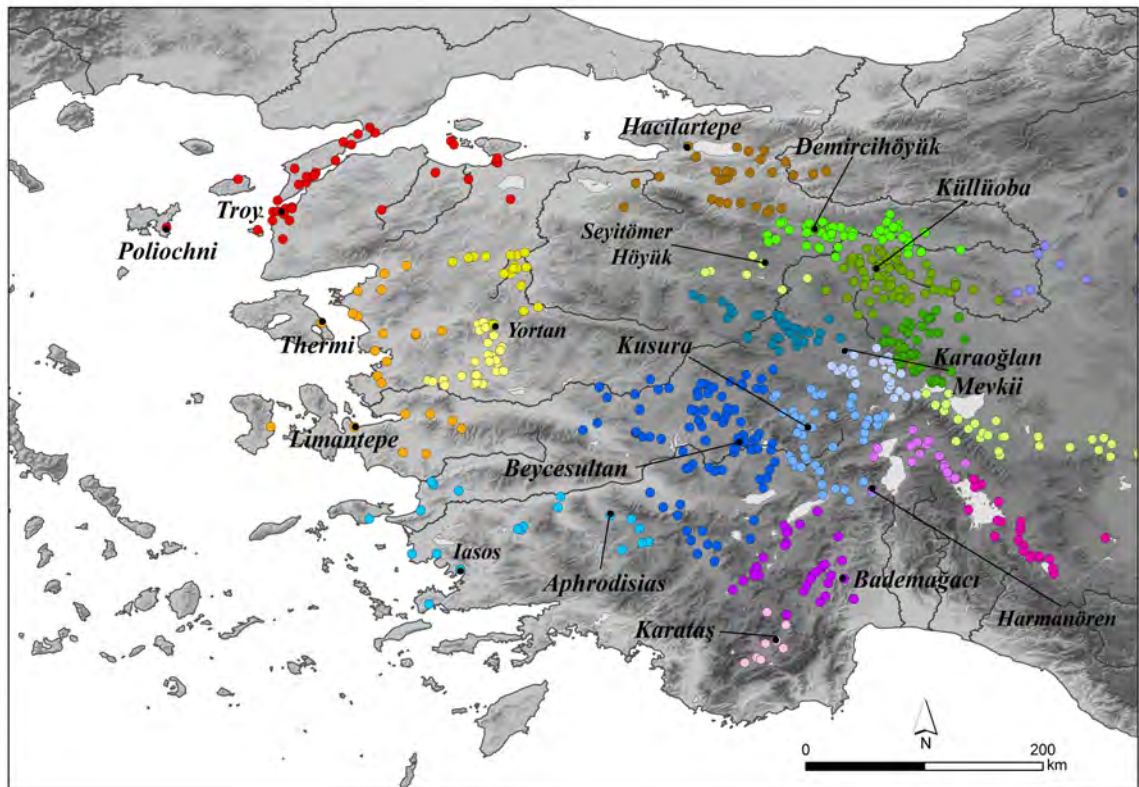 Hacılartepe
Demircihöyük
Küllüoba
Troy
Poliochni
Seyitömer
Höyük
Thermi
Yortan
Kusura
Karaoğlan
Mevkii
Limantepe
Beycesultan
Iasos
Aphrodisias
Bademağacı
Harmanören
Karataş
N
0
200
km